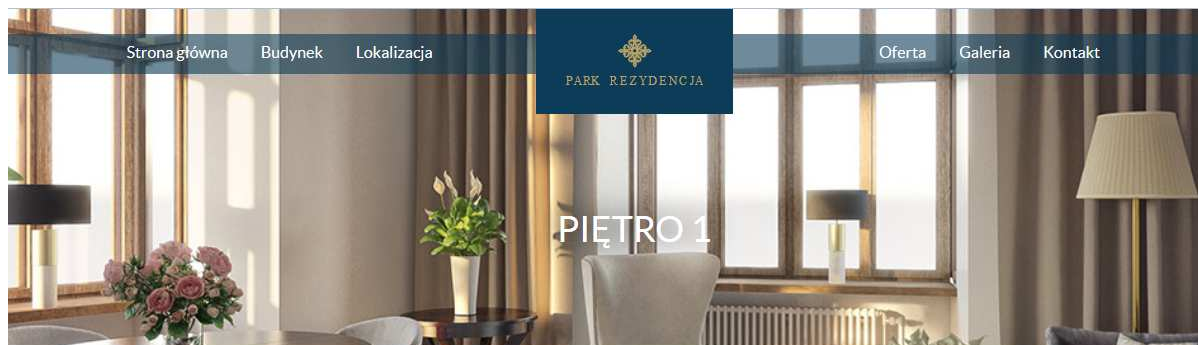 Strona główna Budynek Lokalizacja
Oferta Galeria Kontakt
PARK REZYDENCJA
PIĘTRO 1